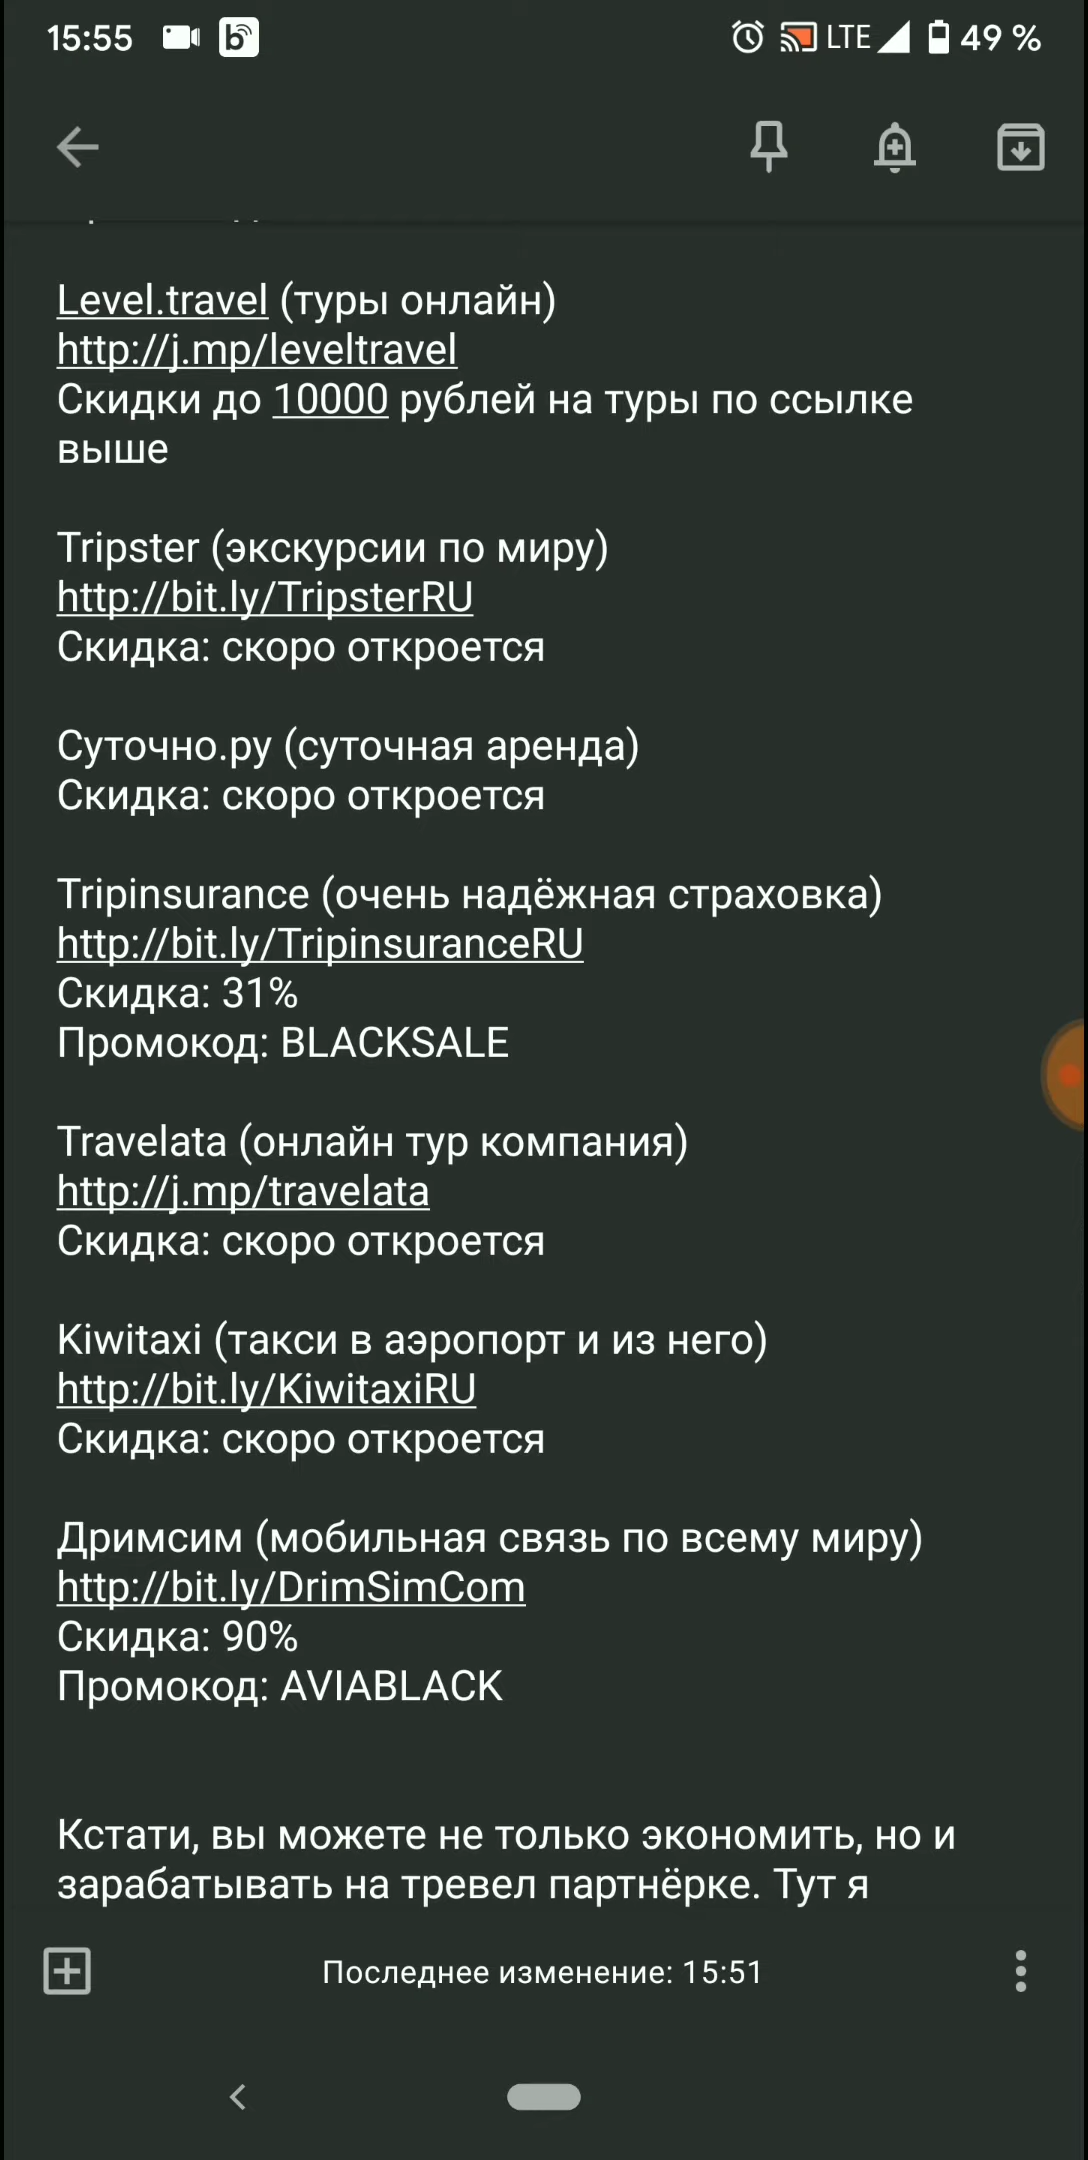 15:55 b LTE 49 %
Level.travel (туры онлайн)
http://j.mp/leveltravel
Скидки до 10000 рублей на туры по ссылке
выше
Tripster (экскурсии по миру)
http://bit.ly/TripsterRU
Скидка: скоро откроется
Суточно.ру (суточная аренда)
Скидка: скоро откроется
Tripinsurance (очень надёжная страховка)
http://bit.ly/TripinsuranceRU
Скидка: 31%
Промокод: BLACKSALE
Travelata (онлайн тур компания)
http://j.mp/travelata
Скидка: скоро откроется
Kiwitaxi (такси в аэропорт и из него)
http://bit.ly/KiwitaxiRU
Скидка: скоро откроется
Дримсим (мобильная связь по всему миру)
http://bit.ly/DrimSimCom
Скидка: 90%
Промокод: AVIABLACK
Кстати, вы можете не только экономить, но и
зарабатывать на тревел партнёрке. Тут я
Последнее изменение: 15:51